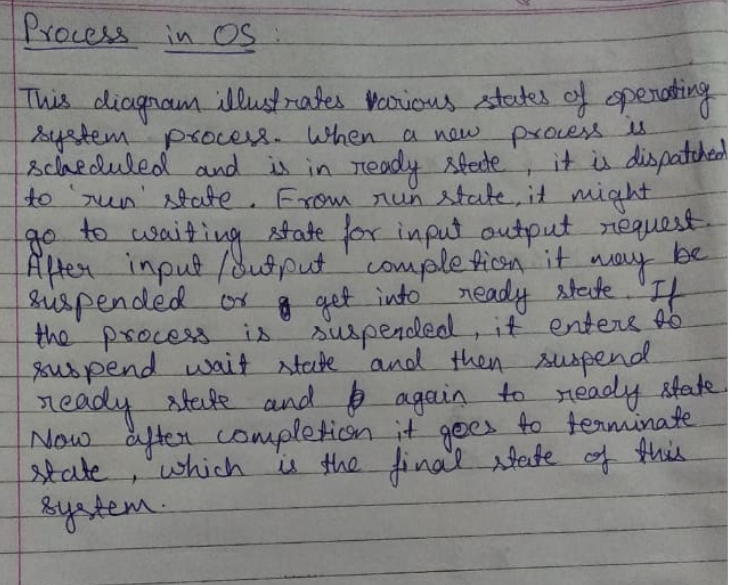 Process in OS :
This diagram illustrates various states of operating
system process. When a new process is
scheduled and is in ready state, it is dispatched
to 'run' state. From run state, it might
go to waiting state for input output request.
After input/output completion it may be
suspended or get into ready state. If
the process is suspended, it enters to
suspend wait state and then suspend
ready state and again to ready state.
Now after completion it goes to terminate
state, which is the final state of this
system.